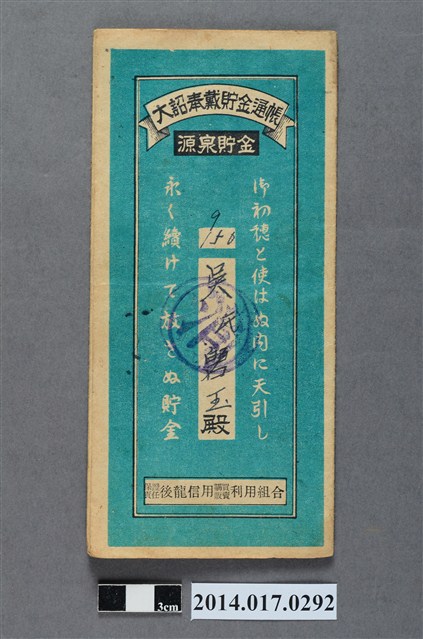 大詔奉戴貯金通帳
源泉貯金
御初穂と使はぬ内に天引し
9
150
吳氏
玉殿
永く續けて放さぬ貯金
保證責任後龍信用購買販賣利用組合
3cm
2014.017.0292